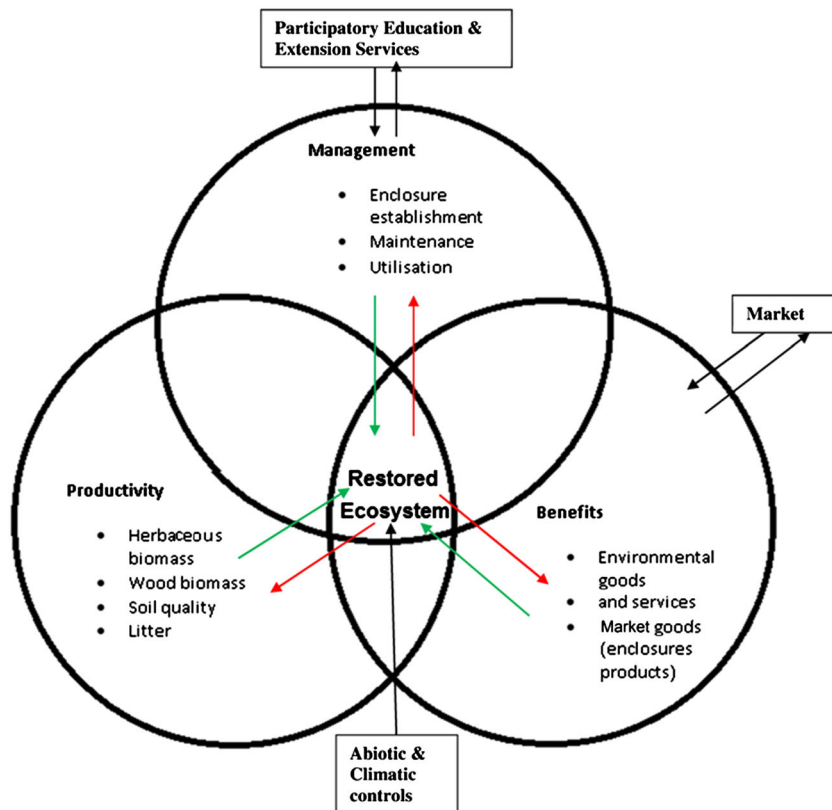 Participatory Education &
Extension Services
Management
• Enclosure
establishment
• Maintenance
• Utilisation
Market
Restored
Ecosystem
Productivity
• Herbaceous
biomass
• Wood biomass
• Soil quality
• Litter
Benefits
• Environmental
goods
• and services
• Market goods
(enclosures
products)
Abiotic &
Climatic
controls